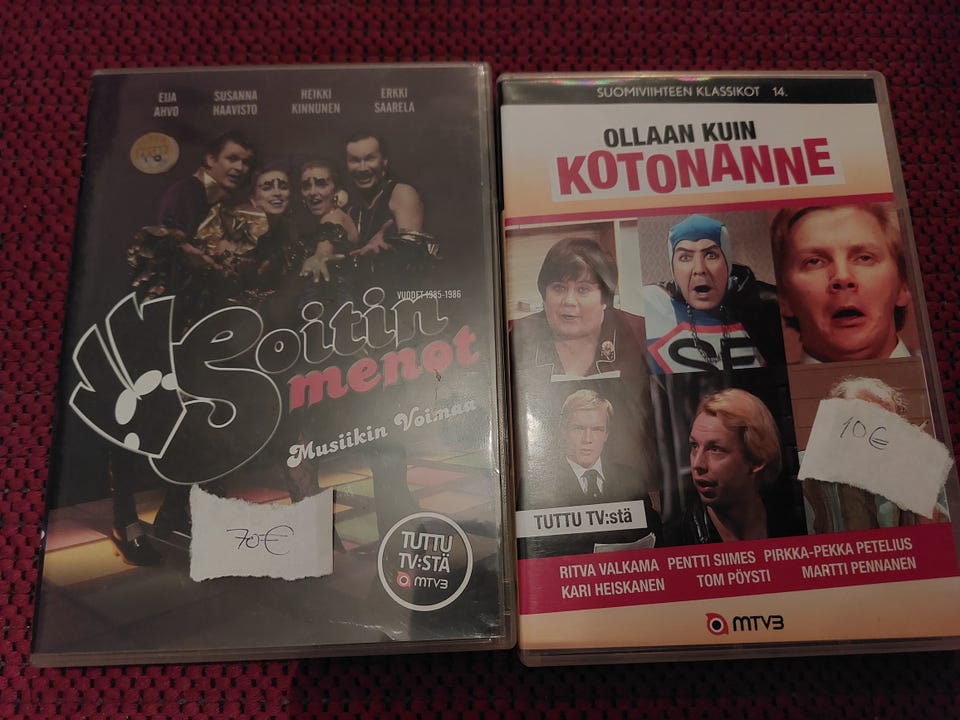 EIJA
AHVO
SUSANNA
HAAVISTO
HEIKKI
KINNUNEN
ERKKI
SAARELA
VUODET 1985-1986
Soitin
menot
Musiikin Voimaa
70€
TUTTU
TV:STÄ
MTV3
SUOMIVIIHTEEN KLASSIKOT 14.
OLLAAN KUIN
KOTONANNE
SE
10€
TUTTU TV:stä
RITVA VALKAMA PENTTI SIIMES PIRKKA-PEKKA PETELIUS
KARI HEISKANEN TOM PÖYSTI MARTTI PENNANEN
MTV3